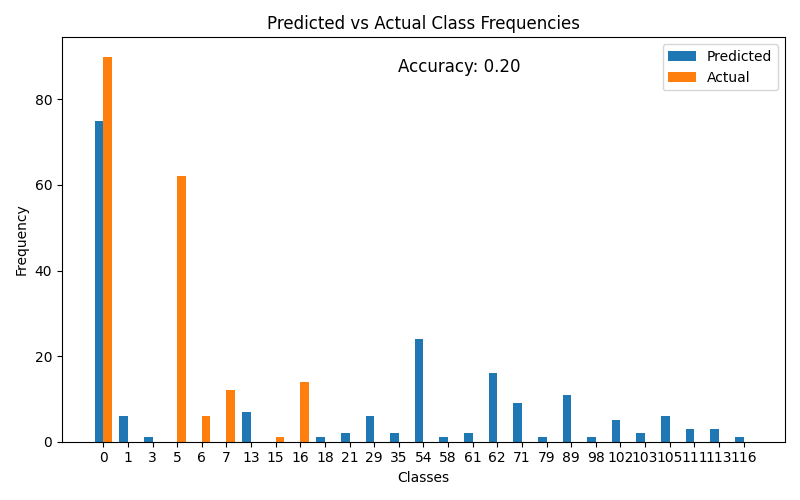 Predicted vs Actual Class Frequencies
Accuracy: 0.20
Predicted
Actual
Frequency
80
60
40
20
0
0 1 3 5 6 7 13 15 16 18 21 29 35 54 58 61 62 71 79 89 98 102 103 105 111 113 116
Classes